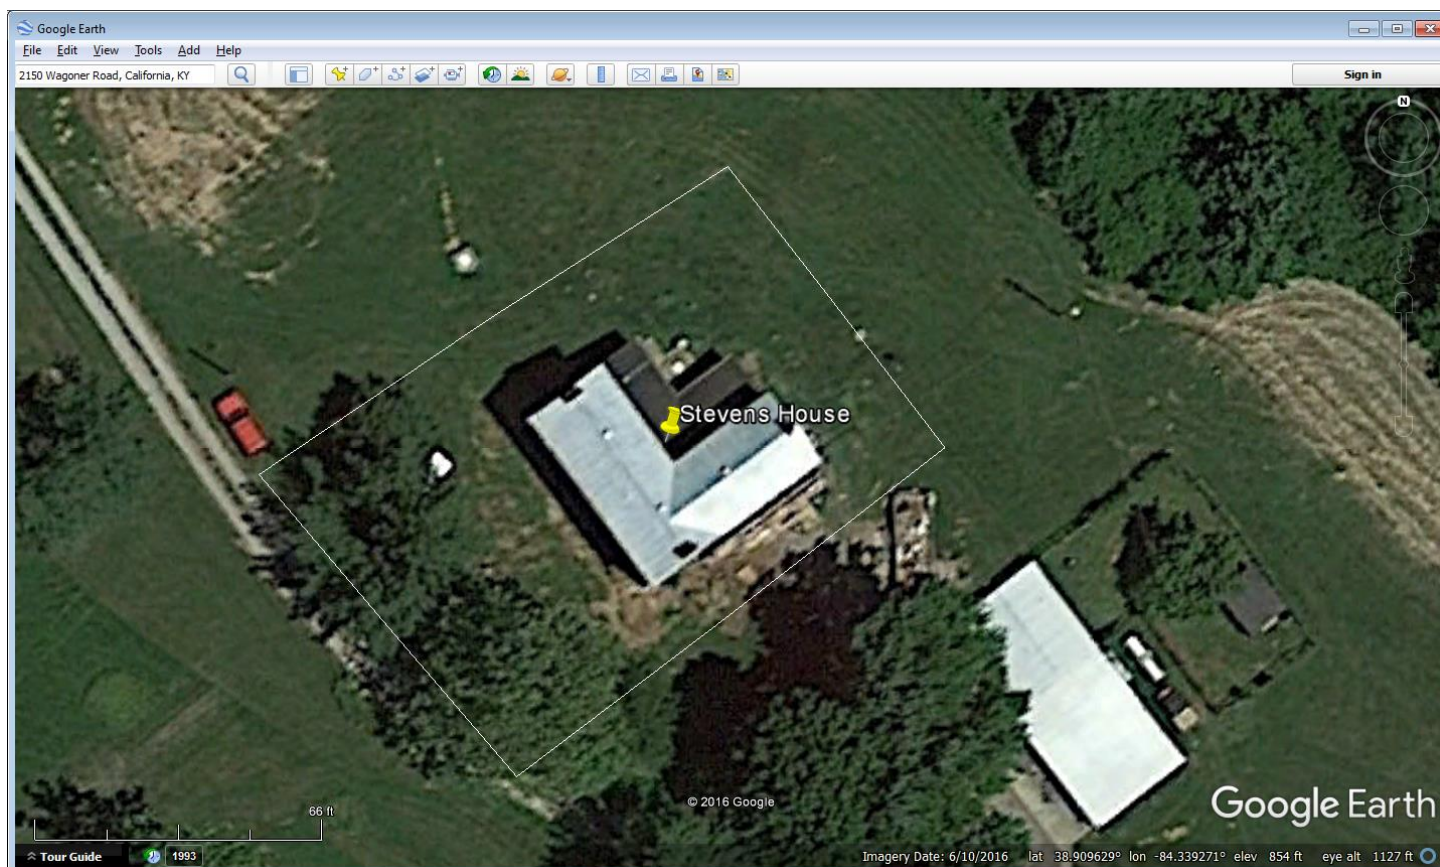 Google Earth
File Edit View Tools Add Help
2150 Wagoner Road, California, KY
Sign in
N
Stevens House
66 ft
© 2016 Google
Google Earth
Tour Guide 1993 Imagery Date: 6/10/2016 lat 38.909629° lon -84.339271° elev 854 ft eye alt 1127 ft